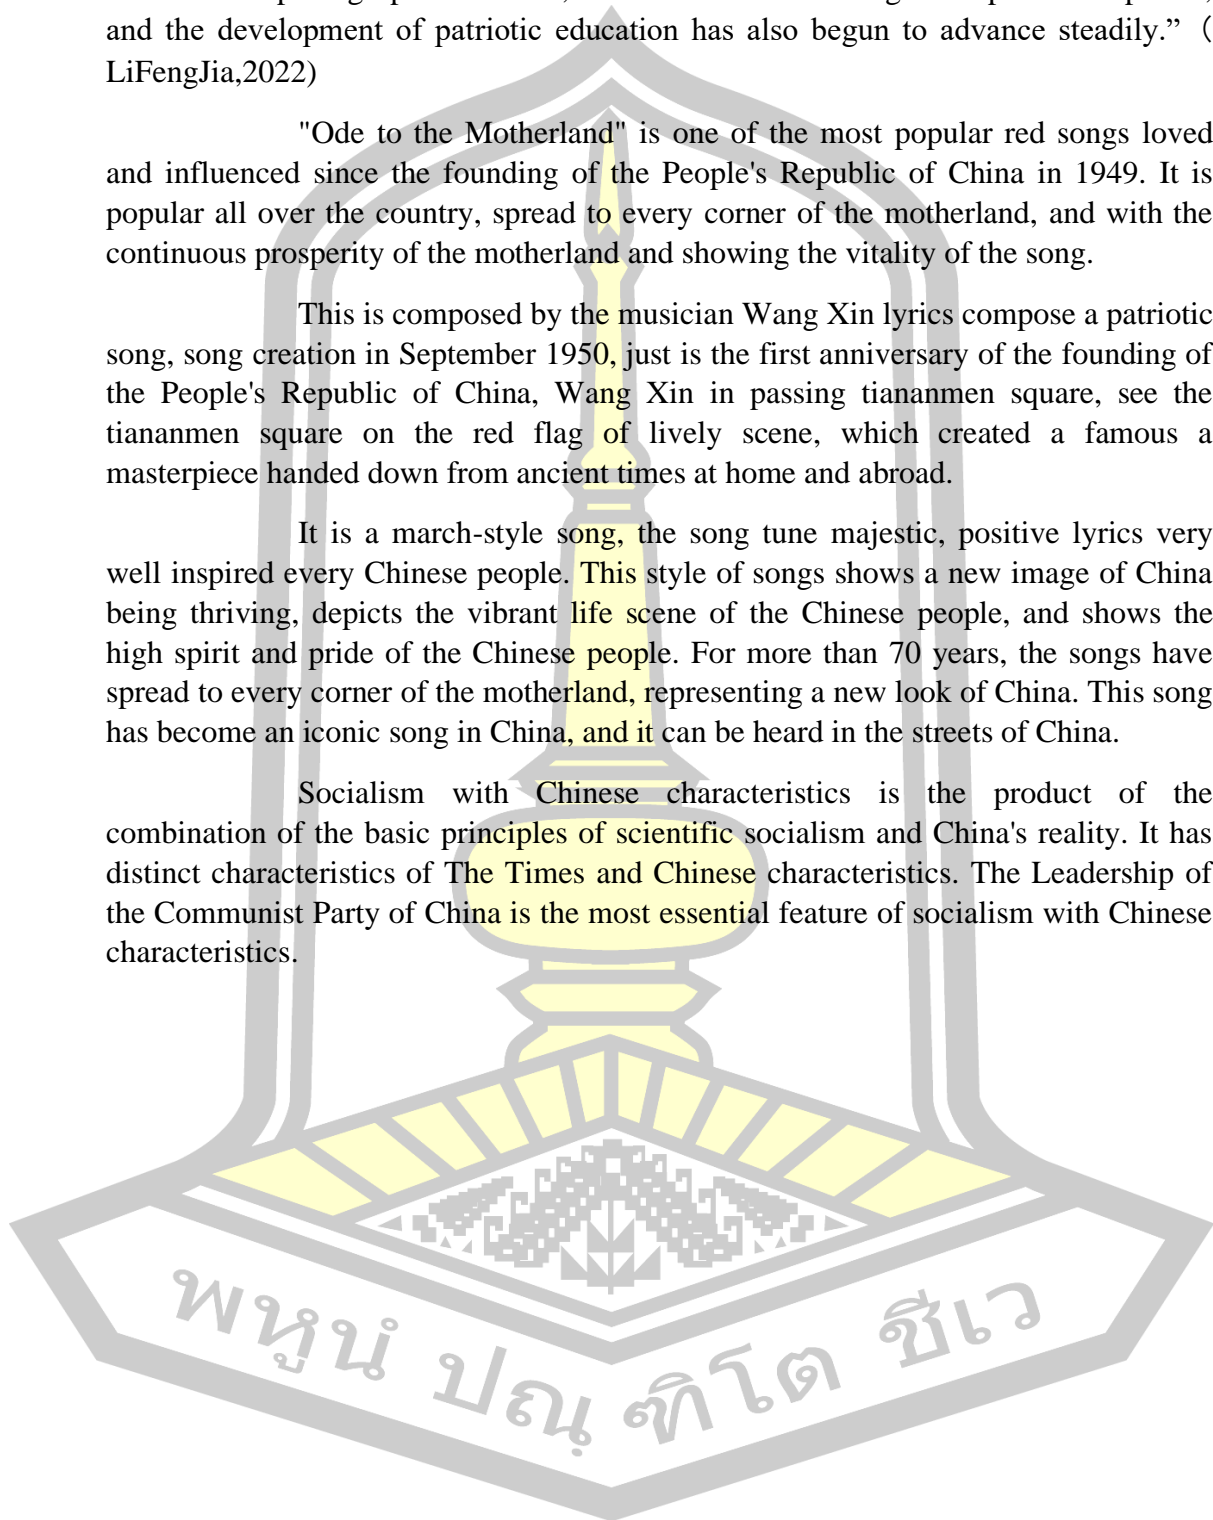 and the development of patriotic education has also begun to advance steadily.” (
LiFengJia,2022)
"Ode to the Motherland" is one of the most popular red songs loved
and influenced since the founding of the People's Republic of China in 1949. It is
popular all over the country, spread to every corner of the motherland, and with the
continuous prosperity of the motherland and showing the vitality of the song.
This is composed by the musician Wang Xin lyrics compose a patriotic
song, song creation in September 1950, just is the first anniversary of the founding of
the People's Republic of China, Wang Xin in passing tiananmen square, see the
tiananmen square on the red flag of lively scene, which created a famous a
masterpiece handed down from ancient times at home and abroad.
It is a march-style song, the song tune majestic, positive lyrics very
well inspired every Chinese people. This style of songs shows a new image of China
being thriving, depicts the vibrant life scene of the Chinese people, and shows the
high spirit and pride of the Chinese people. For more than 70 years, the songs have
spread to every corner of the motherland, representing a new look of China. This song
has become an iconic song in China, and it can be heard in the streets of China.
Socialism with Chinese characteristics is the product of the
combination of the basic principles of scientific socialism and China's reality. It has
distinct characteristics of The Times and Chinese characteristics. The Leadership of
the Communist Party of China is the most essential feature of socialism with Chinese
characteristics.
พหูนํ ปณฺฑิโต ชีเว